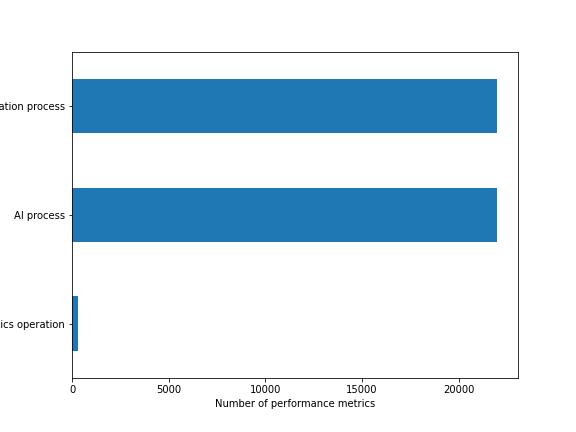 ation process
AI process
ics operation
0 5000 10000 15000 20000
Number of performance metrics